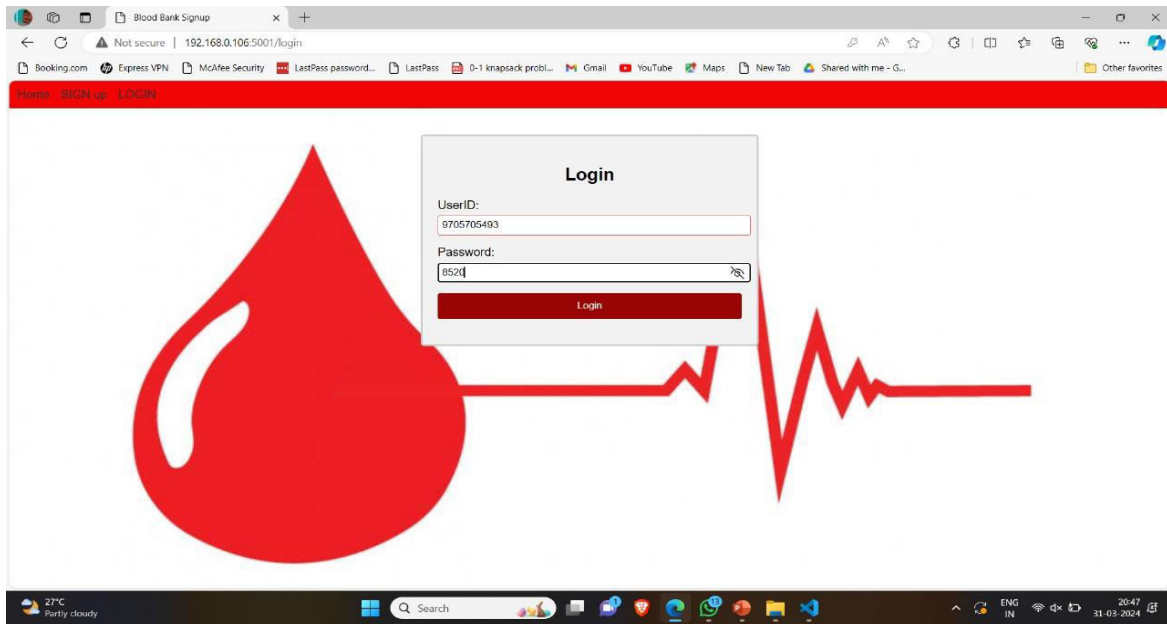 Blood Bank Signup
Not secure | 192.168.0.106:5001/login
Booking.com Express VPN McAfee Security LastPass password... LastPass 0-1 knapsack probl... Gmail YouTube Maps New Tab Shared with me - G... Other favorites
Home SIGN up LOGIN
Login
UserID:
9705705493
Password:
8520
Login
27°C
Partly cloudy
Search
13
ENG
IN
20:47
31-03-2024